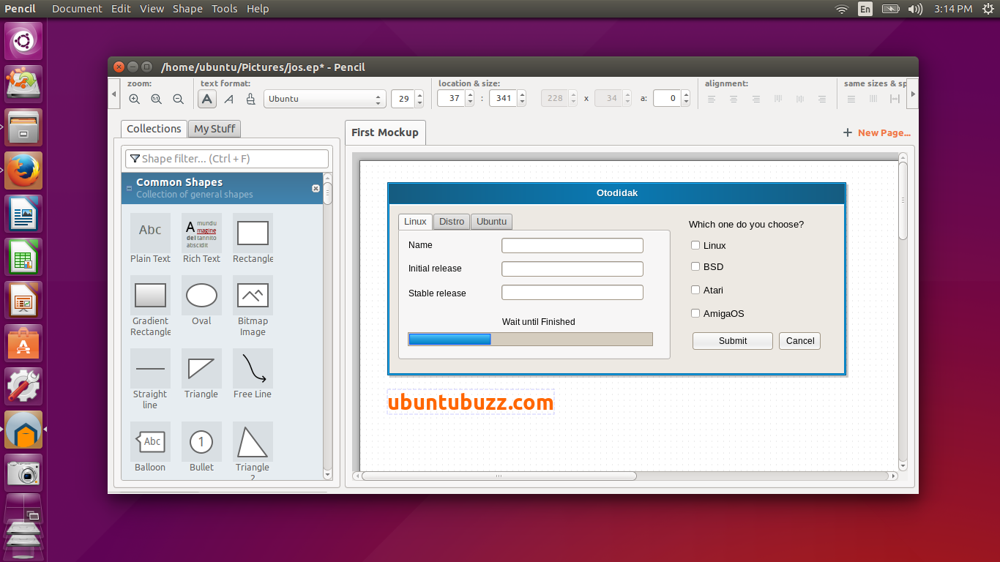 Pencil Document Edit View Shape Tools Help En 3:14 PM
/home/ubuntu/Pictures/jos.ep* - Pencil
zoom: text format: location & size: alignment: same sizes & sp
1:1 A A Ubuntu 29 37 : 341 228 x 34 a: 0
Collections My Stuff
First Mockup
+ New Page...
Shape filter... (Ctrl + F)
Common Shapes
Collection of general shapes
Abc
A mundu
magine
del tannito
abscidit
Plain Text Rich Text Rectangle
Gradient Rectangle Oval Bitmap Image
Straight line Triangle Free Line
Abc 1
Balloon Bullet Triangle 2
Otodidak
Linux Distro Ubuntu
Name
Initial release
Stable release
Wait until Finished
Which one do you choose?
Linux
BSD
Atari
AmigaOS
Submit Cancel
ubuntubuzz.com